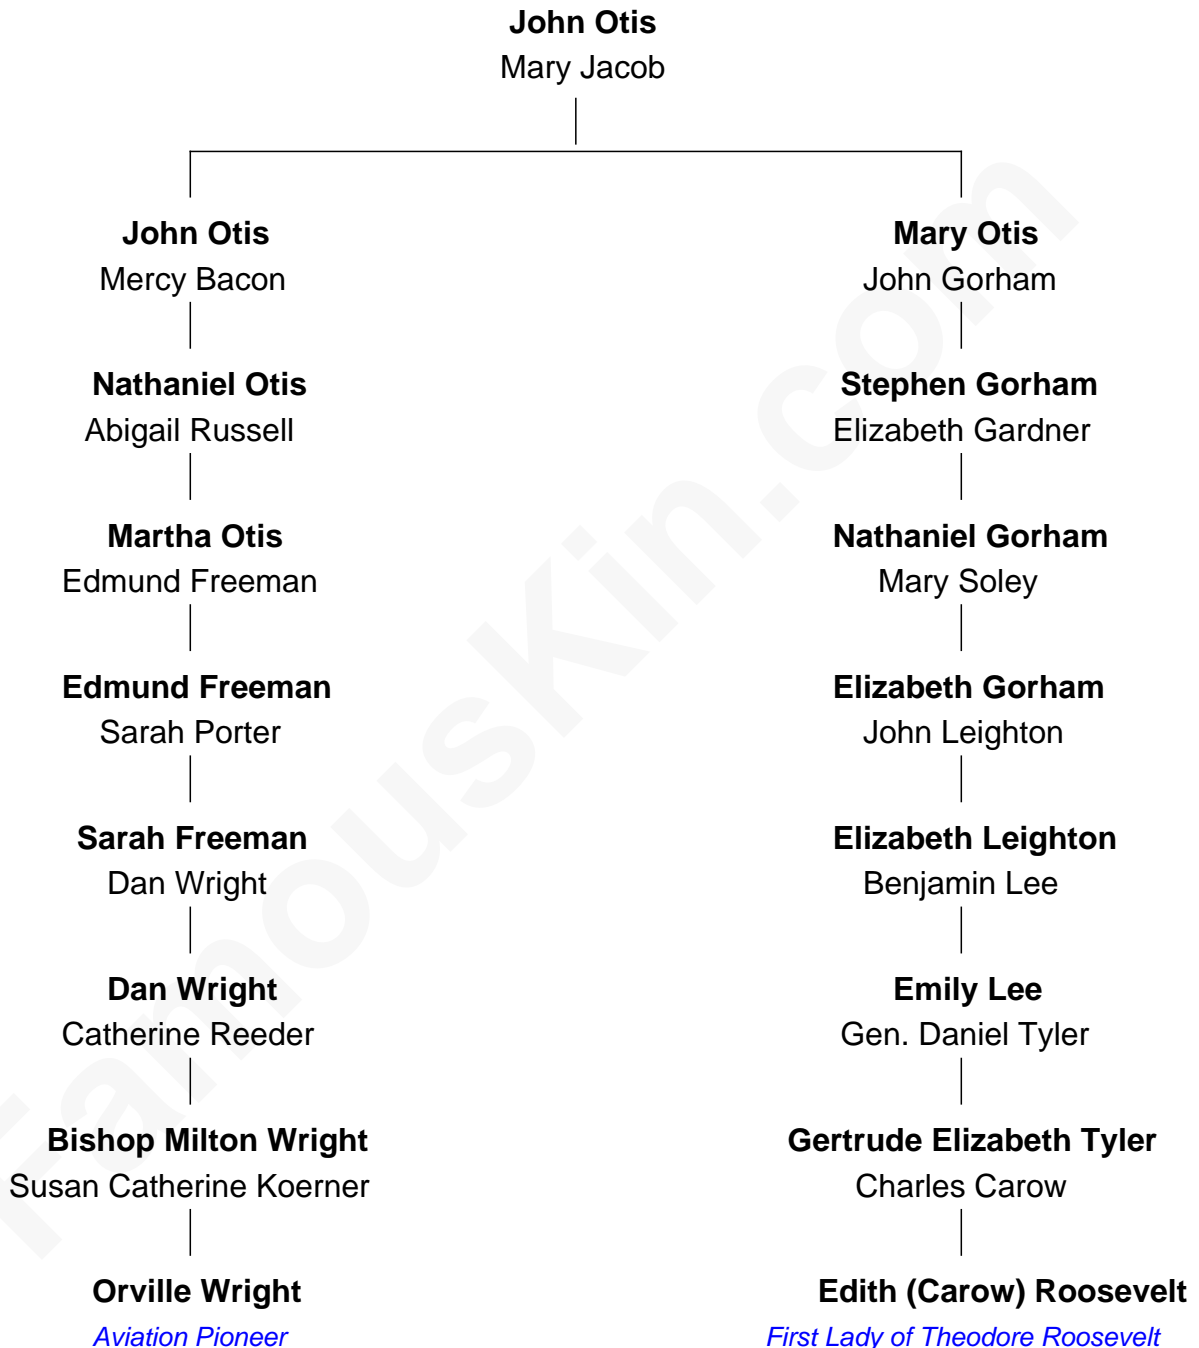 John Otis
Mary Jacob
John Otis
Mercy Bacon
Mary Otis
John Gorham
Nathaniel Otis
Abigail Russell
Stephen Gorham
Elizabeth Gardner
Martha Otis
Edmund Freeman
Nathaniel Gorham
Mary Soley
Edmund Freeman
Sarah Porter
Elizabeth Gorham
John Leighton
Sarah Freeman
Dan Wright
Elizabeth Leighton
Benjamin Lee
Dan Wright
Catherine Reeder
Emily Lee
Gen. Daniel Tyler
Bishop Milton Wright
Susan Catherine Koerner
Gertrude Elizabeth Tyler
Charles Carow
Orville Wright
Aviation Pioneer
Edith (Carow) Roosevelt
First Lady of Theodore Roosevelt
FamousKin.com